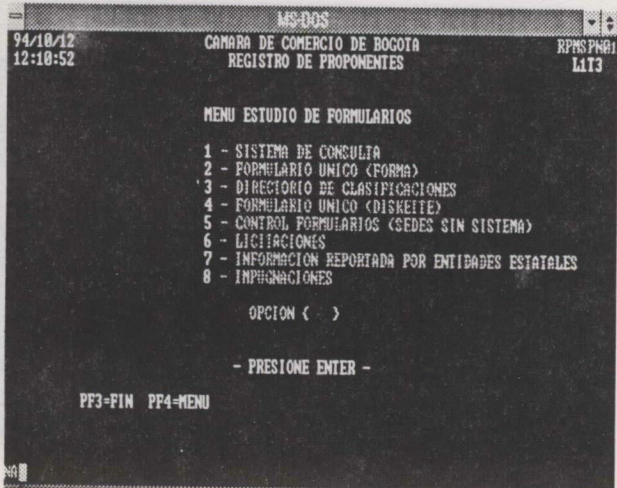 MS-DOS
94/10/12 CAMARA DE COMERCIO DE BOGOTA RPMSPN01
12:10:52 REGISTRO DE PROPONENTES L1T3
MENU ESTUDIO DE FORMULARIOS
1 - SISTEMA DE CONSULTA
2 - FORMULARIO UNICO (FORMA)
3 - DIRECTORIO DE CLASIFICACIONES
4 - FORMULARIO UNICO (DISKETTE)
5 - CONTROL FORMULARIOS (SEDES SIN SISTEMA)
6 - LICITACIONES
7 - INFORMACION REPORTADA POR ENTIDADES ESTATALES
8 - IMPUGNACIONES
OPCION ( )
- PRESIONE ENTER -
PF3=FIN PF4=MENU
NA